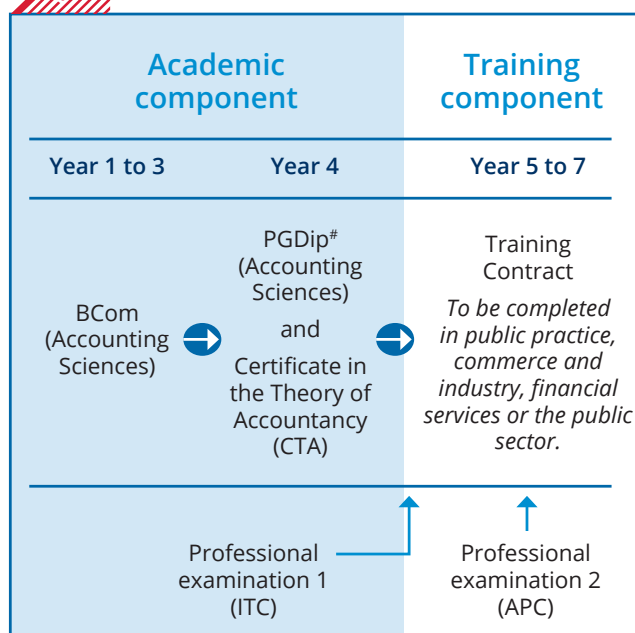 Academic
component
Training
component
Year 1 to 3
Year 4
Year 5 to 7
BCom
(Accounting
Sciences)
PGDip#
(Accounting
Sciences)
and
Certificate in
the Theory of
Accountancy
(CTA)
Training
Contract
To be completed
in public practice,
commerce and
industry, financial
services or the public
sector.
Professional
examination 1
(ITC)
Professional
examination 2
(APC)